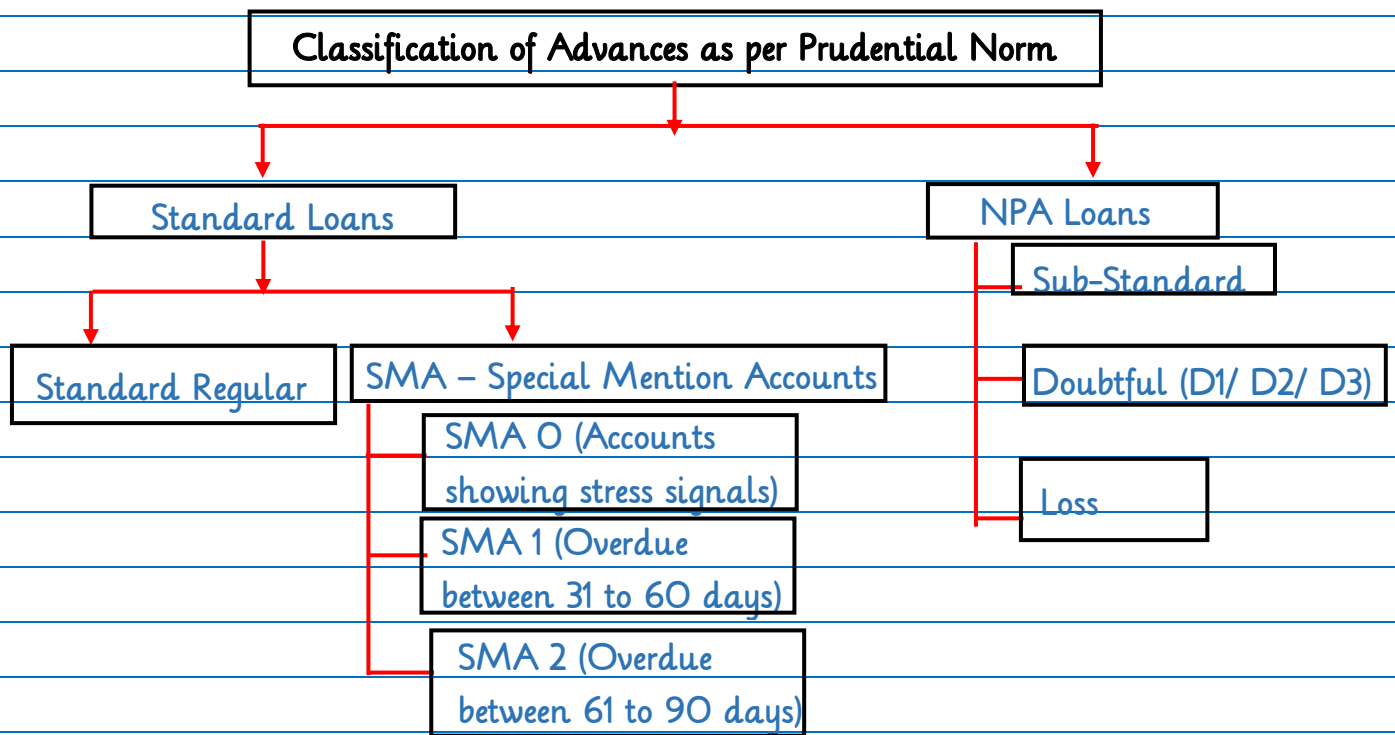 Classification of Advances as per Prudential Norm
Standard Loans
NPA Loans
Sub-Standard
Standard Regular
SMA – Special Mention Accounts
Doubtful (D1/ D2/ D3)
SMA 0 (Accounts
showing stress signals)
Loss
SMA 1 (Overdue
between 31 to 60 days)
SMA 2 (Overdue
between 61 to 90 days)